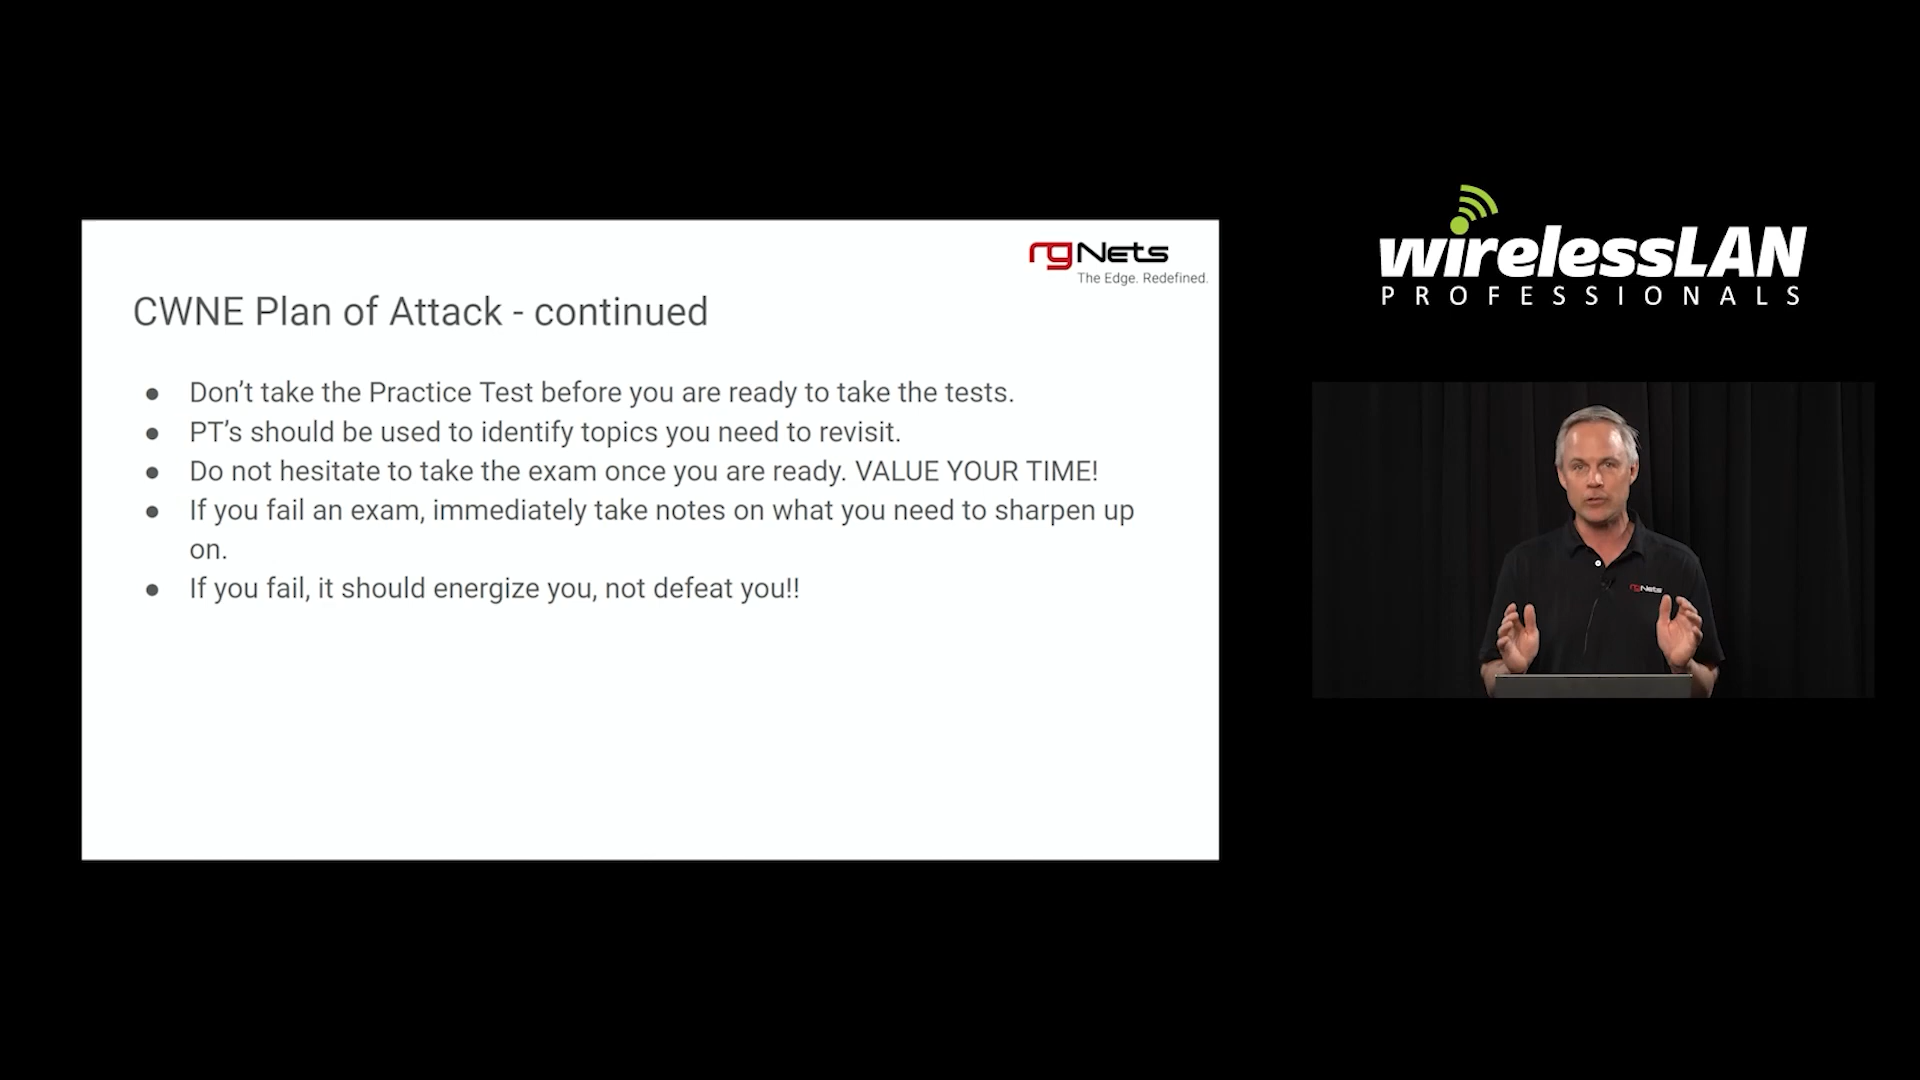 rgNets
The Edge. Redefined.
CWNE Plan of Attack - continued
● Don’t take the Practice Test before you are ready to take the tests.
● PT’s should be used to identify topics you need to revisit.
● Do not hesitate to take the exam once you are ready. VALUE YOUR TIME!
● If you fail an exam, immediately take notes on what you need to sharpen up
on.
● If you fail, it should energize you, not defeat you!!
wirelessLAN
PROFESSIONALS
rgNets